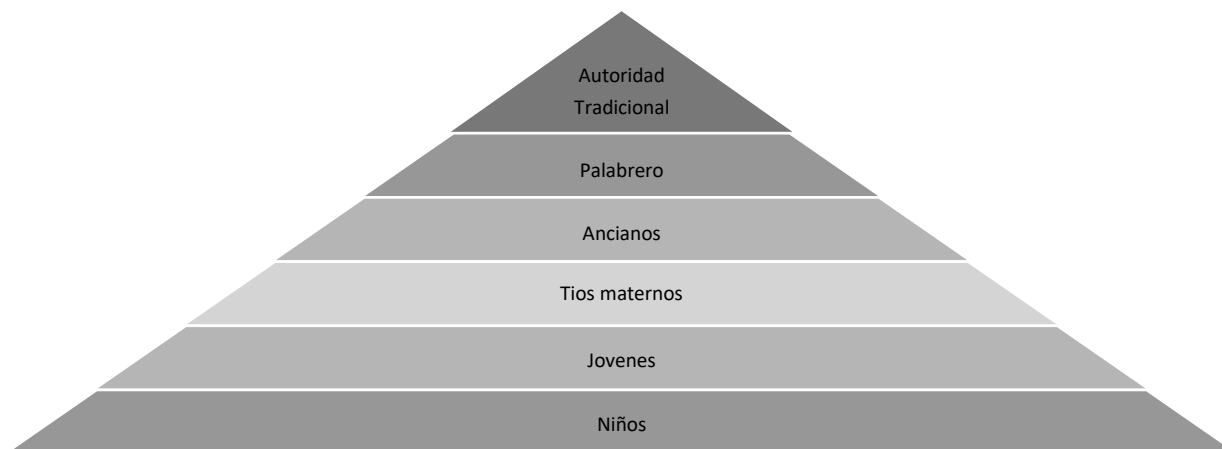 Autoridad
Tradicional
Palabrero
Ancianos
Tios maternos
Jovenes
Niños